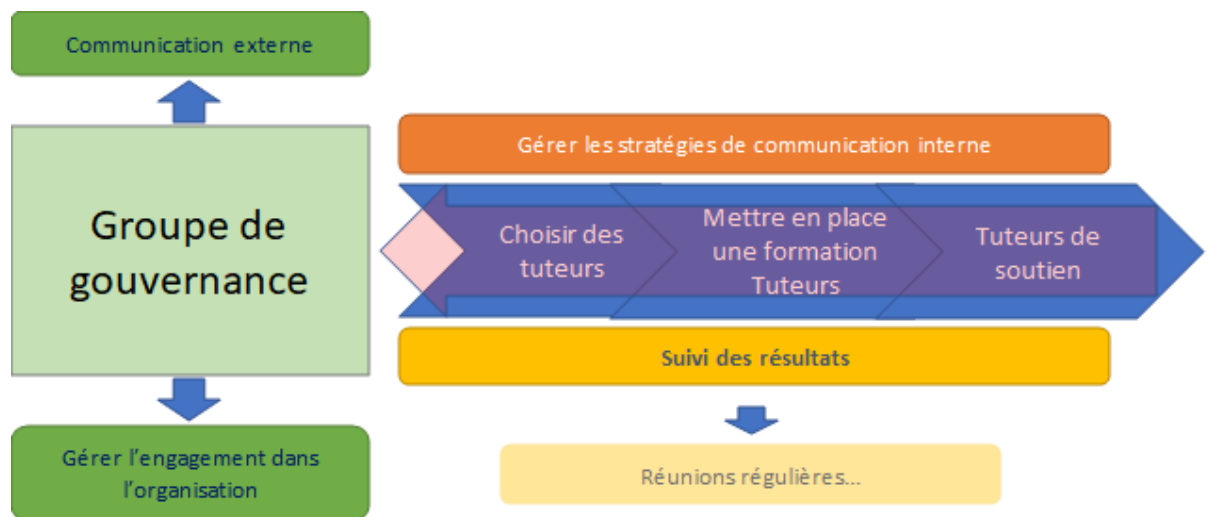 Communication externe
Groupe de
gouvernance
Gérer l'engagement dans
l'organisation
Gérer les stratégies de communication interne
Choisir des
tuteurs
Mettre en place
une formation
Tuteurs
Tuteurs de
soutien
Suivi des résultats
Réunions régulières...